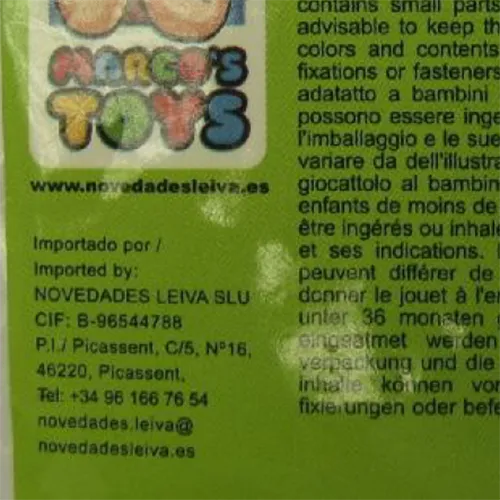 MARCO'S
TOYS
www.novedadesleiva.es
Importado por /
Imported by:
NOVEDADES LEIVA SLU
CIF: B-96544788
P.I./ Picassent, C/5, Nº16,
46220, Picassent,
Tel: +34 96 166 76 54
novedades.leiva@
novedadesleiva.es
contains small parts
advisable to keep th
colors and contents
fixations or fasteners
adatatto a bambini
possono essere inge
l'imballaggio e le sue
variare da dell'illustra
giocattolo al bambin
enfants de moins de
être ingérés ou inhale
et ses indications.
peuvent différer de
donner le jouet à l'e
unter 36 monaten
eingeatmet werden
verpackung und die
inhalte können vor
fixierungen oder befe